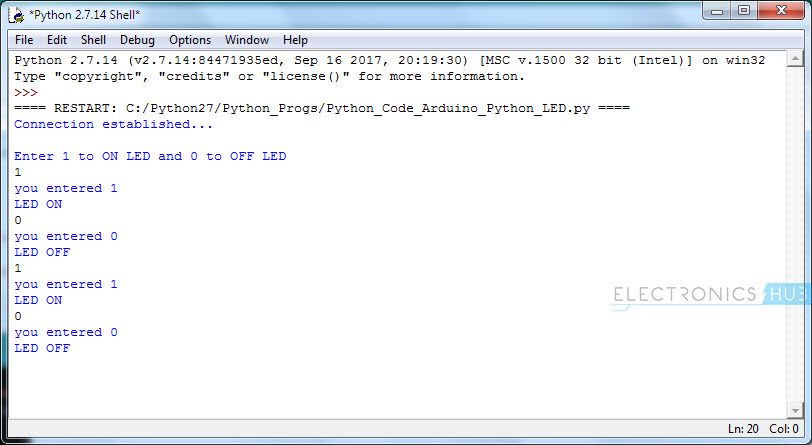 *Python 2.7.14 Shell*
File Edit Shell Debug Options Window Help
Python 2.7.14 (v2.7.14:84471935ed, Sep 16 2017, 20:19:30) [MSC v.1500 32 bit (Intel)] on win32
Type "copyright", "credits" or "license()" for more information.
>>>
==== RESTART: C:/Python27/Python_Progs/Python_Code_Arduino_Python_LED.py ====
Connection established...
Enter 1 to ON LED and 0 to OFF LED
1
you entered 1
LED ON
0
you entered 0
LED OFF
1
you entered 1
LED ON
0
you entered 0
LED OFF
ELECTRONICS HUB
Ln: 20 Col: 0